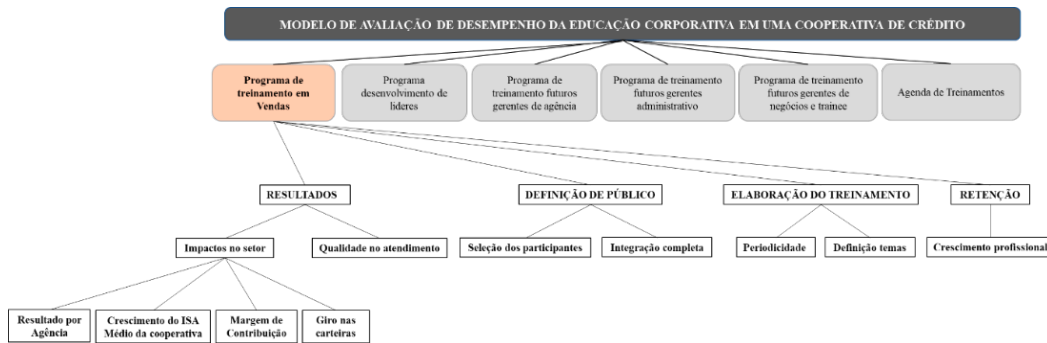 MODELO DE AVALIAÇÃO DE DESEMPENHO DA EDUCAÇÃO CORPORATIVA EM UMA COOPERATIVA DE CRÉDITO
Programa de
treinamento em
Vendas
Programa
desenvolvimento de
líderes
Programa de
treinamento futuros
gerentes de agência
Programa de treinamento
futuros gerentes
administrativo
Programa de treinamento
futuros gerentes de
negócios e trainee
Agenda de Treinamentos
RESULTADOS
DEFINIÇÃO DE PÚBLICO
ELABORAÇÃO DO TREINAMENTO
RETENÇÃO
Impactos no setor
Qualidade no atendimento
Seleção dos participantes
Integração completa
Periodicidade
Definição temas
Crescimento profissional
Resultado por
Agência
Crescimento do ISA
Médio da cooperativa
Margem de
Contribuição
Giro nas
carteiras